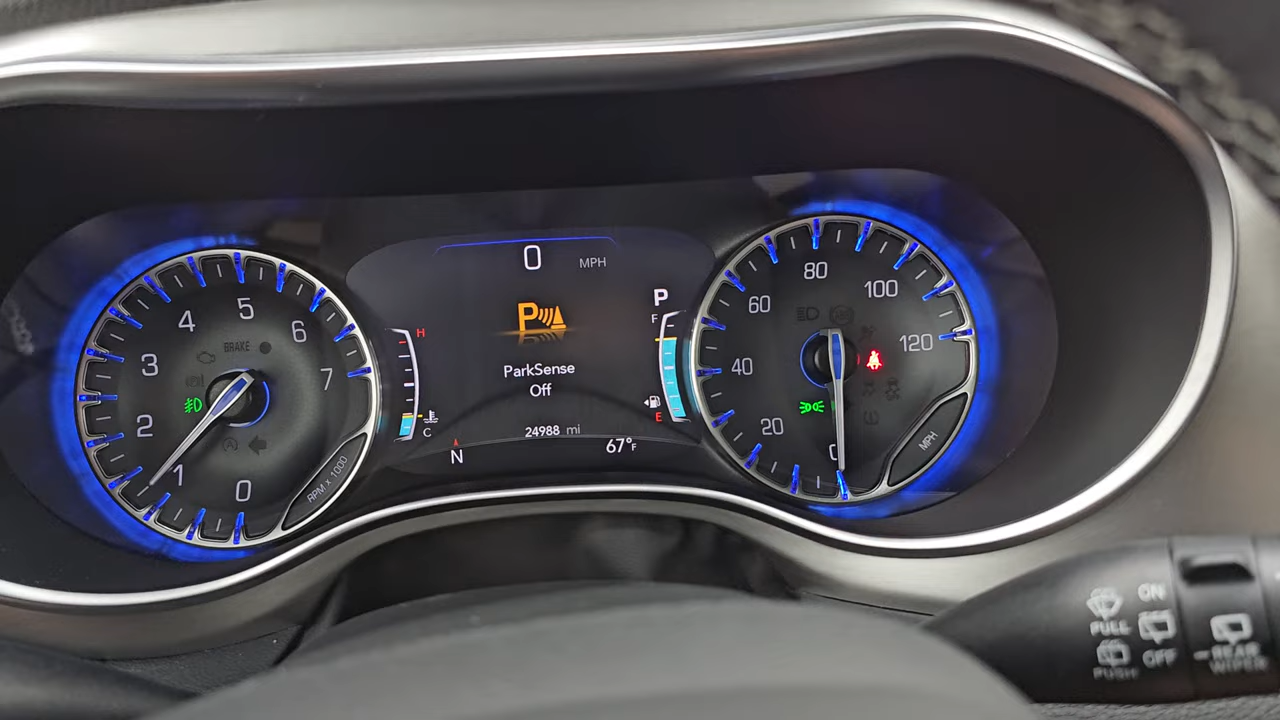 0 MPH
ParkSense
Off
24988 mi
N
67°F
H
C
P
F
E
0
1
2
3
4
5
6
7
BRAKE
RPM x 1000
0
20
40
60
80
100
120
MPH
ON
PULL
OFF
PUSH
REAR
WIPER